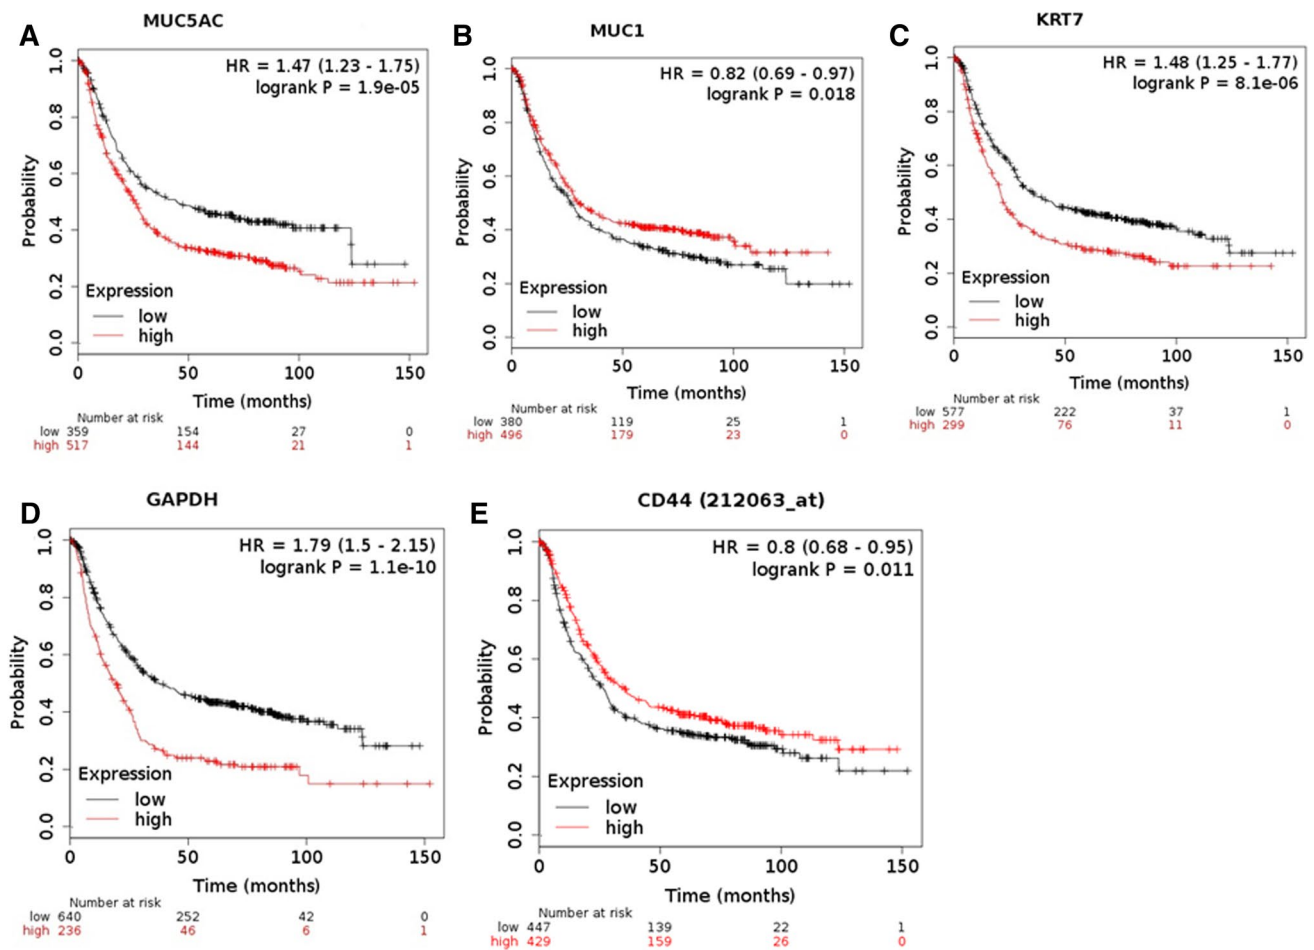 A
MUC5AC
HR = 1.47 (1.23 - 1.75)
logrank P = 1.9e-05
Probability
1.0
0.8
0.6
0.4
0.2
0.0
Expression
low
high
0 50 100 150
Time (months)
Number at risk
low 359 154 27 0
high 517 144 21 1
B
MUC1
HR = 0.82 (0.69 - 0.97)
logrank P = 0.018
Probability
1.0
0.8
0.6
0.4
0.2
0.0
Expression
low
high
0 50 100 150
Time (months)
Number at risk
low 380 119 25 1
high 496 179 23 0
C
KRT7
HR = 1.48 (1.25 - 1.77)
logrank P = 8.1e-06
Probability
1.0
0.8
0.6
0.4
0.2
0.0
Expression
low
high
0 50 100 150
Time (months)
Number at risk
low 577 222 37 1
high 299 76 11 0
D
GAPDH
HR = 1.79 (1.5 - 2.15)
logrank P = 1.1e-10
Probability
1.0
0.8
0.6
0.4
0.2
0.0
Expression
low
high
0 50 100 150
Time (months)
Number at risk
low 640 252 42 0
high 236 46 6 1
E
CD44 (212063_at)
HR = 0.8 (0.68 - 0.95)
logrank P = 0.011
Probability
1.0
0.8
0.6
0.4
0.2
0.0
Expression
low
high
0 50 100 150
Time (months)
Number at risk
low 447 139 22 1
high 429 159 26 0